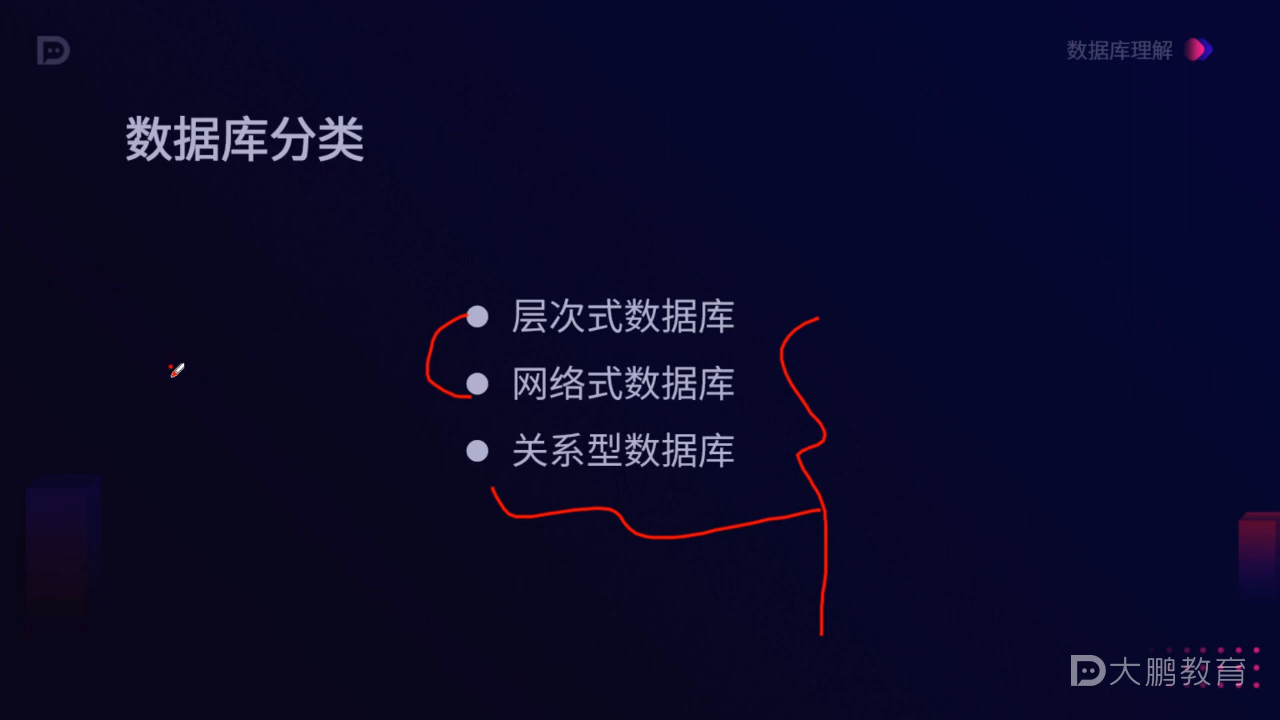 数据库理解
数据库分类
层次式数据库
网络式数据库
关系型数据库
大鹏教育